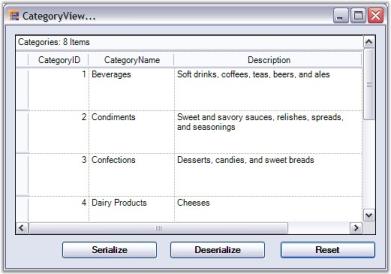 CategoryView...
Categories: 8 Items
CategoryID CategoryName Description
1 Beverages Soft drinks, coffees, teas, beers, and ales
2 Condiments Sweet and savory sauces, relishes, spreads,
and seasonings
3 Confections Desserts, candies, and sweet breads
4 Dairy Products Cheeses
Serialize Deserialize Reset